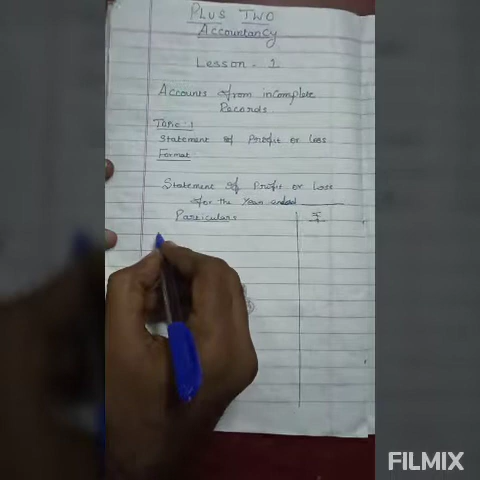 PLUS TWO
Accountancy
Lesson - 1
Accounts from incomplete
Records
Topic : 1
Statement of Profit or Loss
Format
Statement of Profit or Loss
for the Year ended
Particulars ₹
FILMIX